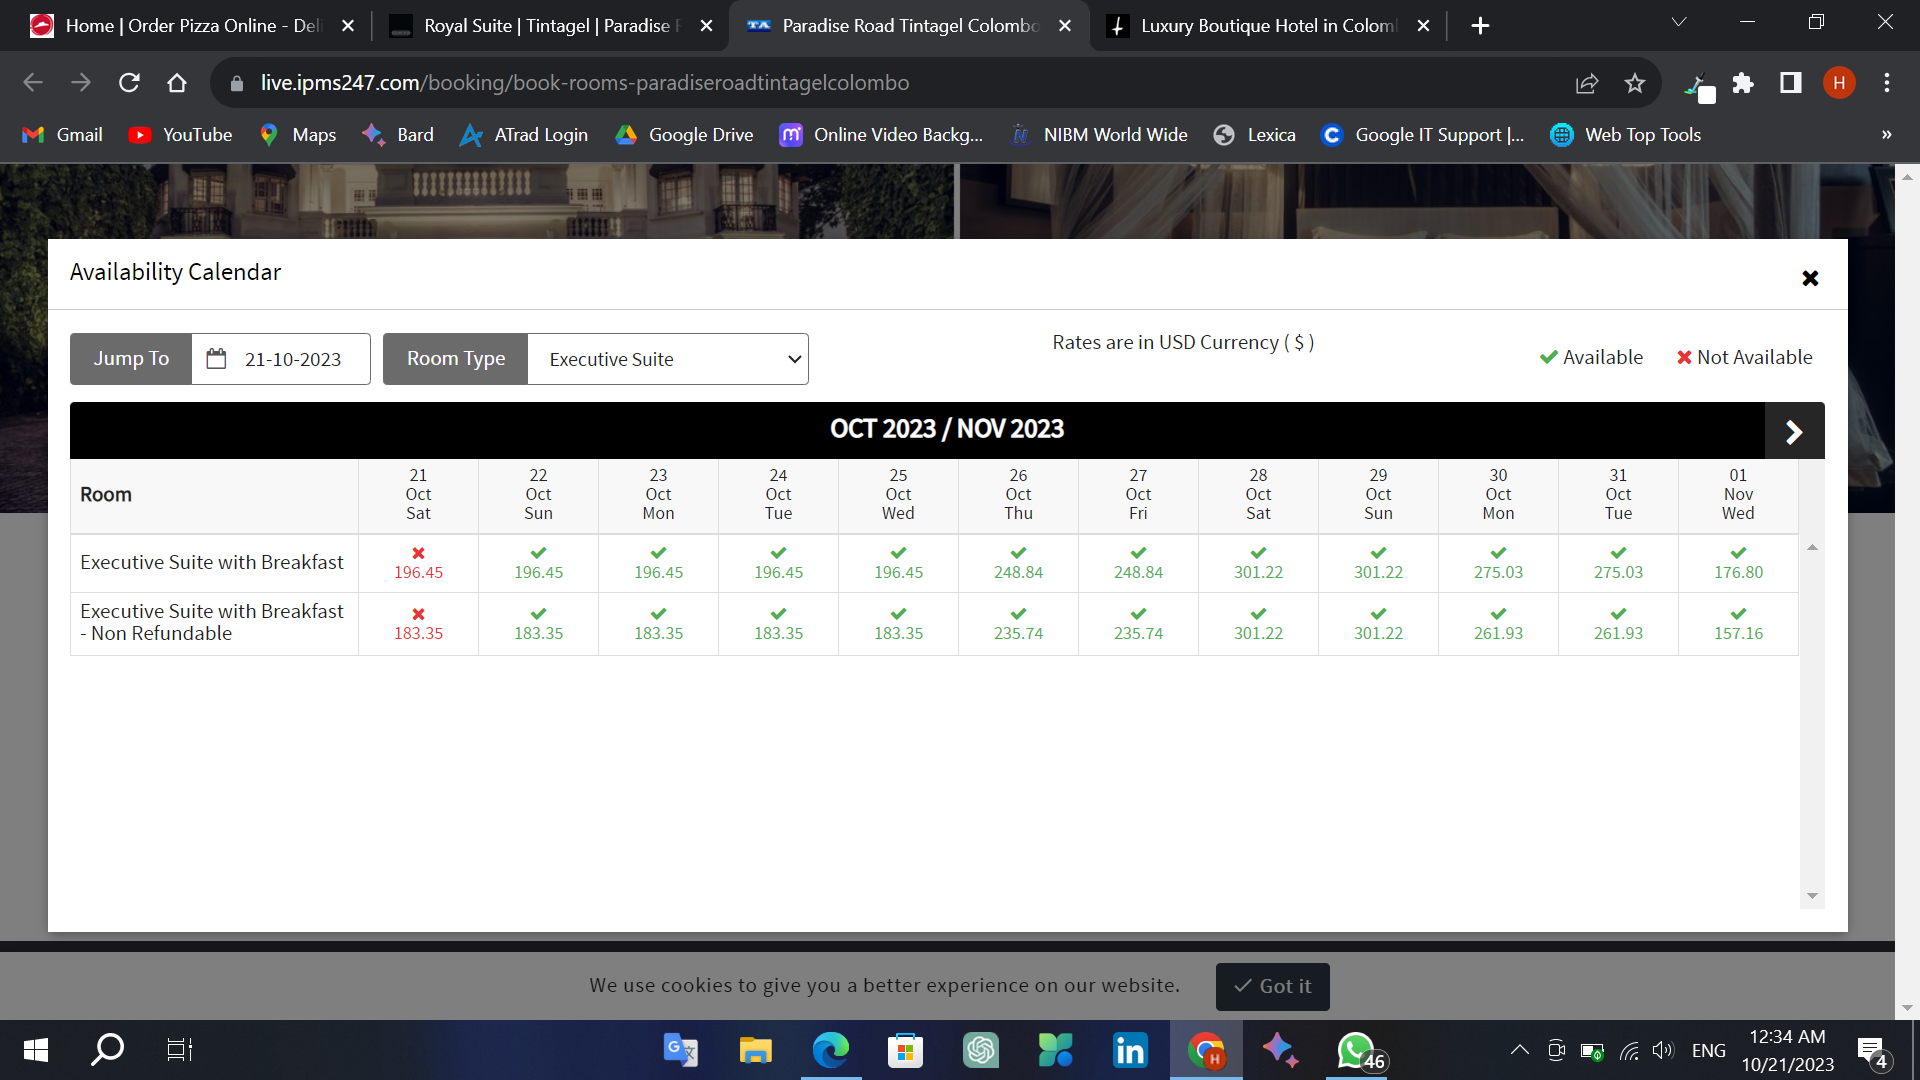 Home | Order Pizza Online - Deli
Royal Suite | Tintagel | Paradise R
Paradise Road Tintagel Colombo
Luxury Boutique Hotel in Colom
live.ipms247.com/booking/book-rooms-paradiseroadtintagelcolombo
H
Gmail
YouTube
Maps
Bard
ATrad Login
Google Drive
Online Video Backg...
NIBM World Wide
Lexica
Google IT Support |...
Web Top Tools
»
Availability Calendar
Jump To
21-10-2023
Room Type
Executive Suite
Rates are in USD Currency ( $ )
Available
Not Available
OCT 2023 / NOV 2023
Room
21 Oct Sat
22 Oct Sun
23 Oct Mon
24 Oct Tue
25 Oct Wed
26 Oct Thu
27 Oct Fri
28 Oct Sat
29 Oct Sun
30 Oct Mon
31 Oct Tue
01 Nov Wed
Executive Suite with Breakfast
196.45 196.45 196.45 196.45 196.45 248.84 248.84 301.22 301.22 275.03 275.03 176.80
Executive Suite with Breakfast
- Non Refundable
183.35 183.35 183.35 183.35 183.35 235.74 235.74 301.22 301.22 261.93 261.93 157.16
We use cookies to give you a better experience on our website.
Got it
46
ENG
12:34 AM
10/21/2023
4